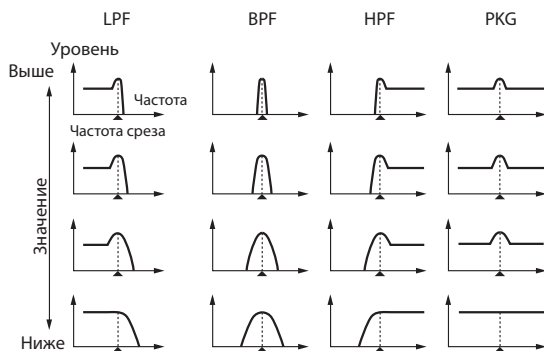 LPF BPF HPF PKG
Уровень
Выше
Частота
Частота среза
Значение
Ниже